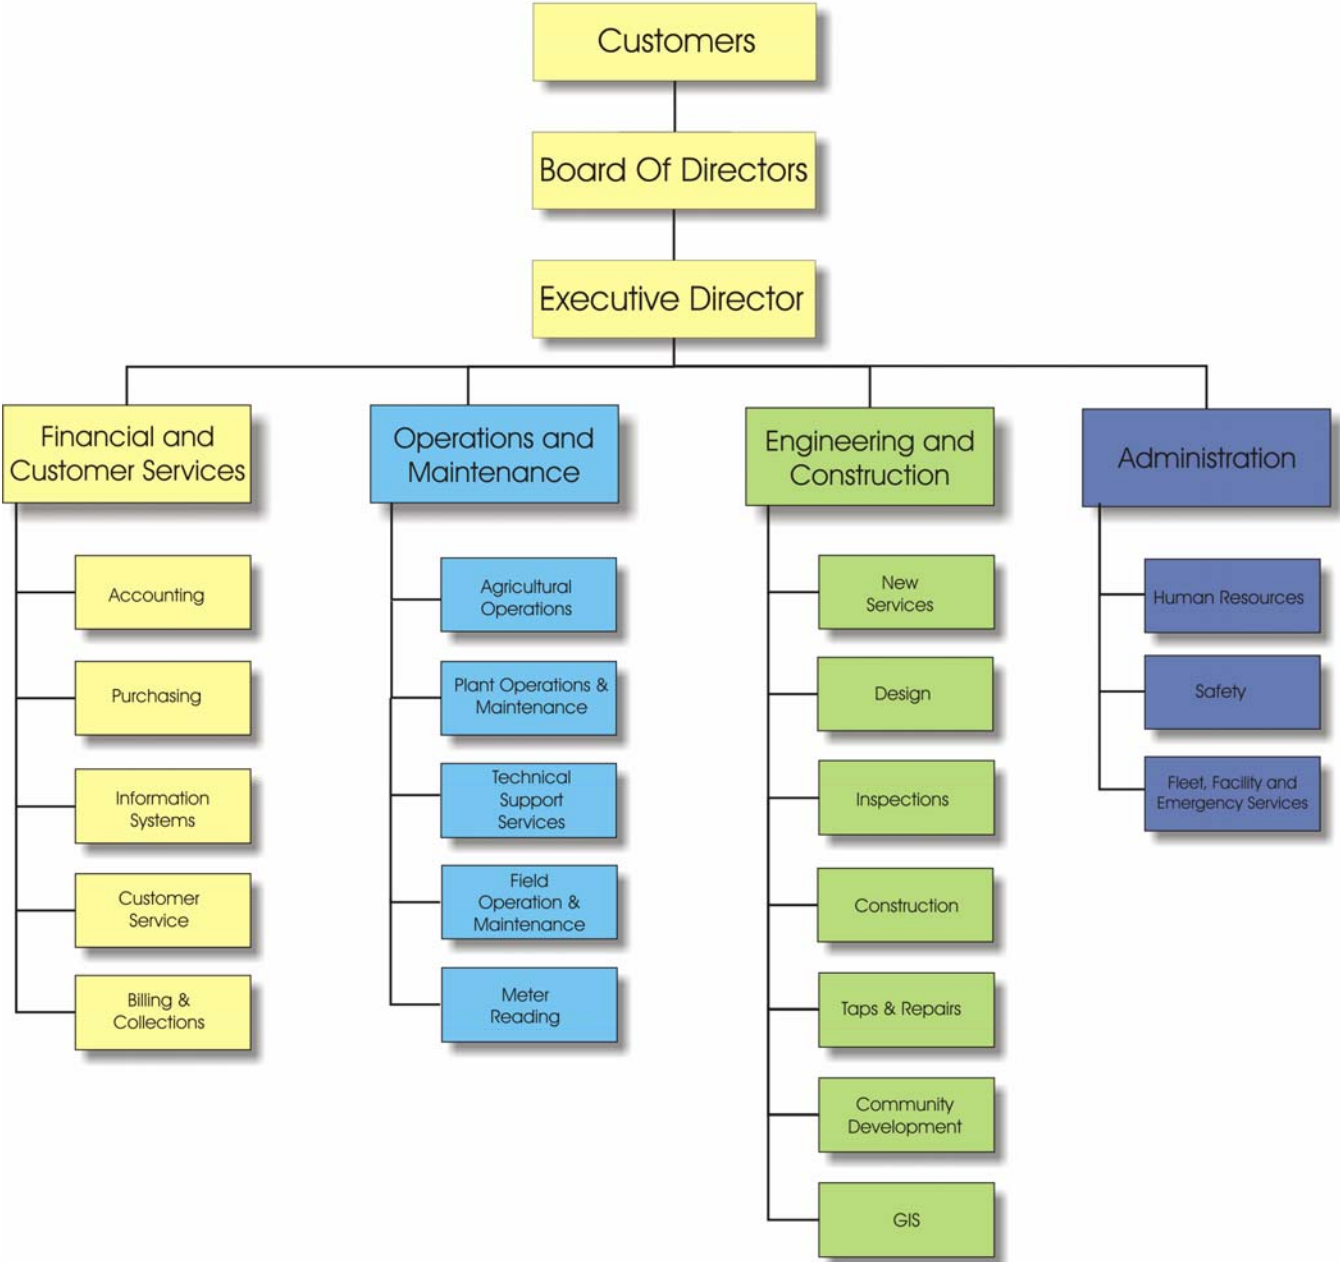 Customers
Board Of Directors
Executive Director
Financial and
Customer Services
Accounting
Purchasing
Information
Systems
Customer
Service
Billing &
Collections
Operations and
Maintenance
Agricultural
Operations
Plant Operations &
Maintenance
Technical
Support
Services
Field
Operation &
Maintenance
Meter
Reading
Engineering and
Construction
New
Services
Design
Inspections
Construction
Taps & Repairs
Community
Development
GIS
Administration
Human Resources
Safety
Fleet, Facility and
Emergency Services